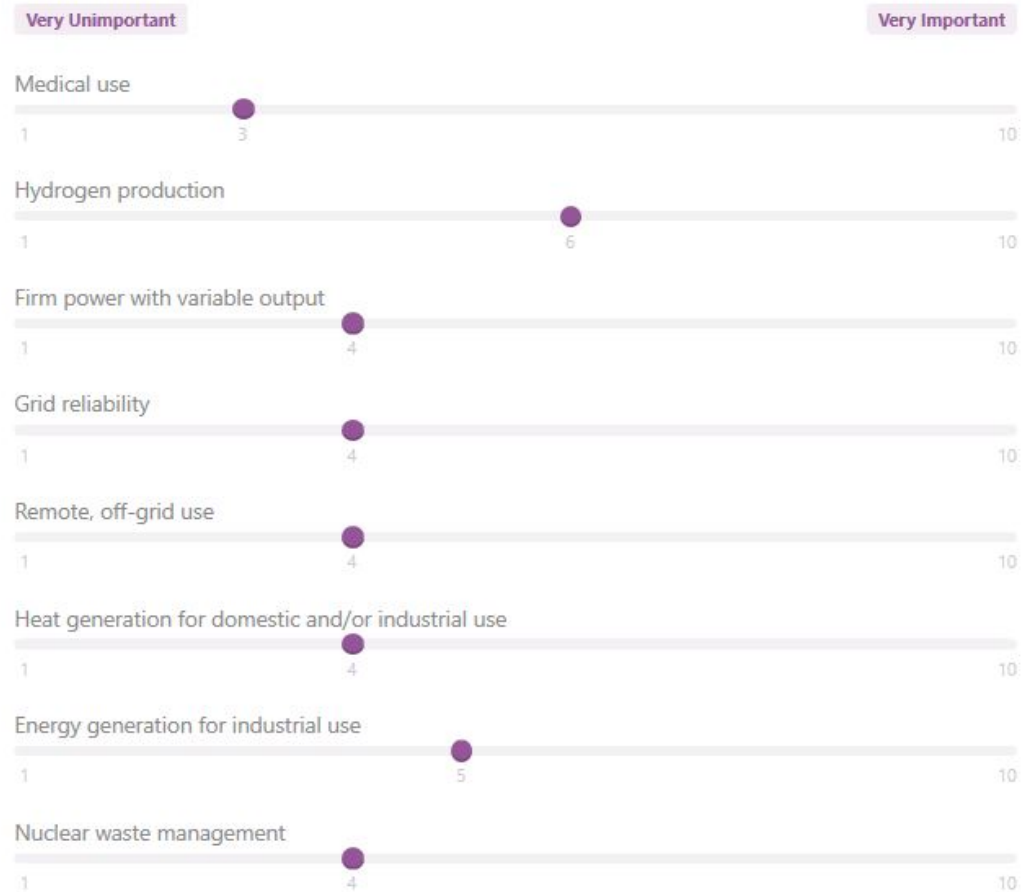 Very Unimportant Very Important
Medical use
1 3 10
Hydrogen production
1 6 10
Firm power with variable output
1 4 10
Grid reliability
1 4 10
Remote, off-grid use
1 4 10
Heat generation for domestic and/or industrial use
1 4 10
Energy generation for industrial use
1 5 10
Nuclear waste management
1 4 10